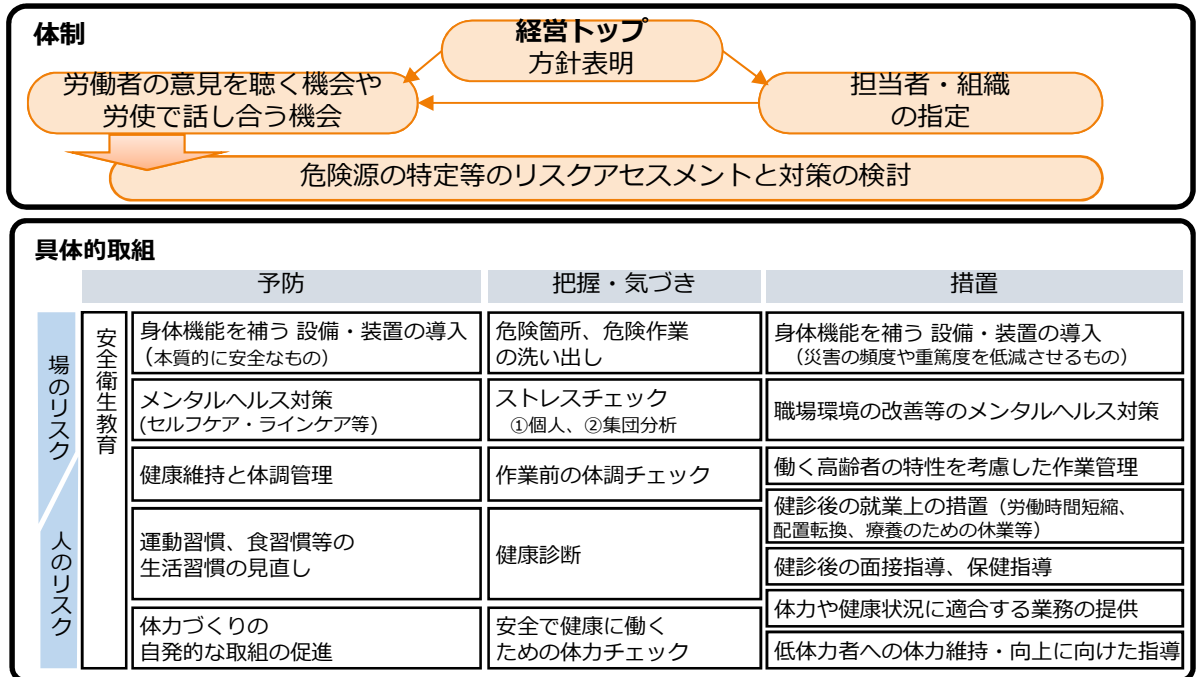 体制
経営トップ
方針表明
労働者の意見を聴く機会や
労使で話し合う機会
担当者・組織
の指定
危険源の特定等のリスクアセスメントと対策の検討
具体的取組
予防
把握・気づき
措置
場のリスク
人のリスク
安全衛生教育
身体機能を補う 設備・装置の導入
（本質的に安全なもの）
危険箇所、危険作業
の洗い出し
身体機能を補う 設備・装置の導入
（災害の頻度や重篤度を低減させるもの）
メンタルヘルス対策
(セルフケア・ラインケア等)
ストレスチェック
①個人、②集団分析
職場環境の改善等のメンタルヘルス対策
健康維持と体調管理
作業前の体調チェック
働く高齢者の特性を考慮した作業管理
運動習慣、食習慣等の
生活習慣の見直し
健康診断
健診後の就業上の措置（労働時間短縮、
配置転換、療養のための休業等）
健診後の面接指導、保健指導
体力づくりの
自発的な取組の促進
安全で健康に働く
ための体力チェック
体力や健康状況に適合する業務の提供
低体力者への体力維持・向上に向けた指導